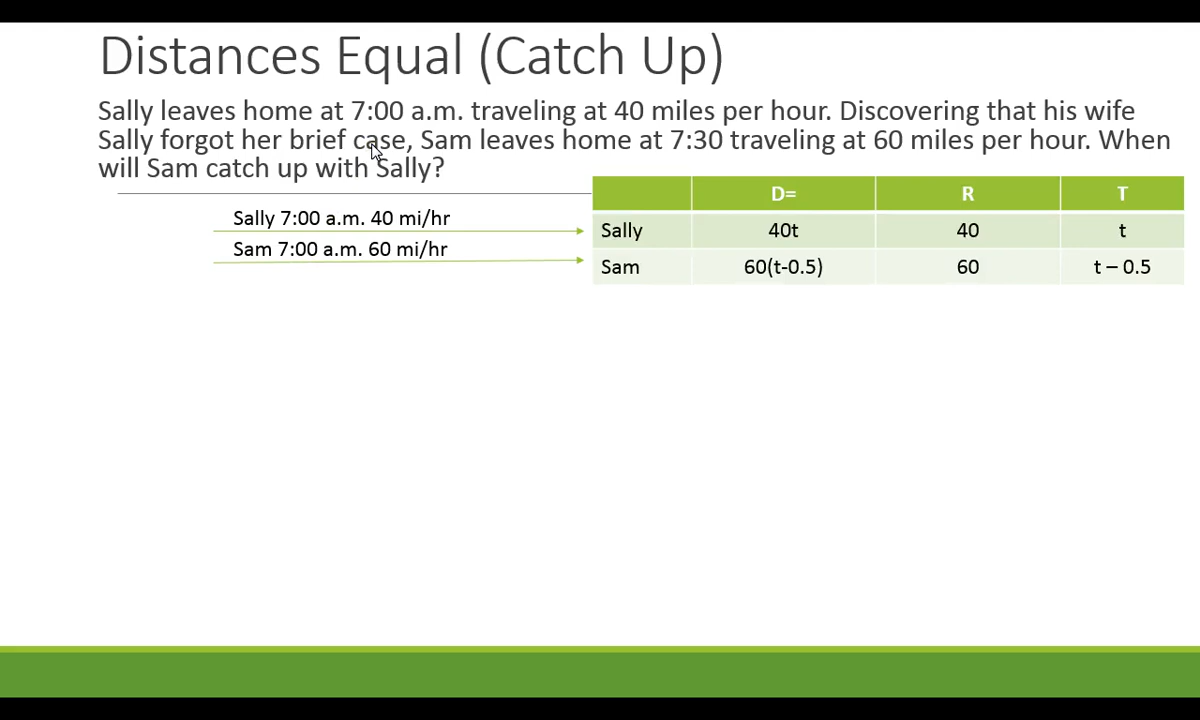 Distances Equal (Catch Up)
Sally leaves home at 7:00 a.m. traveling at 40 miles per hour. Discovering that his wife
Sally forgot her brief case, Sam leaves home at 7:30 traveling at 60 miles per hour. When
will Sam catch up with Sally?
Sally 7:00 a.m. 40 mi/hr
Sam 7:00 a.m. 60 mi/hr
D= R T
Sally 40t 40 t
Sam 60(t-0.5) 60 t – 0.5